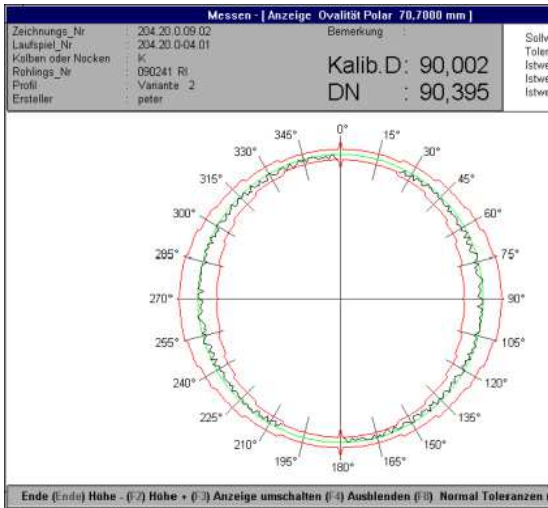 Messen - [ Anzeige Ovalität Polar 70,7000 mm ]
Zeichnungs_Nr : 204.20.0.09.02
Laufspiel_Nr : 204.20.0-04.01
Kolben oder Nocken : K
Rohlings_Nr : 090241 RI
Profil : Variante 2
Ersteller : peter
Bemerkung :
Kalib.D : 90,002
DN : 90,395
Sollw
Toler
Istwe
Istwe
Istwe
0°
15°
30°
45°
60°
75°
90°
105°
120°
135°
150°
165°
180°
195°
210°
225°
240°
255°
270°
285°
300°
315°
330°
345°
Ende (Ende) Höhe - (F2) Höhe + (F3) Anzeige umschalten (F4) Ausblenden (F8) Normal Toleranzen